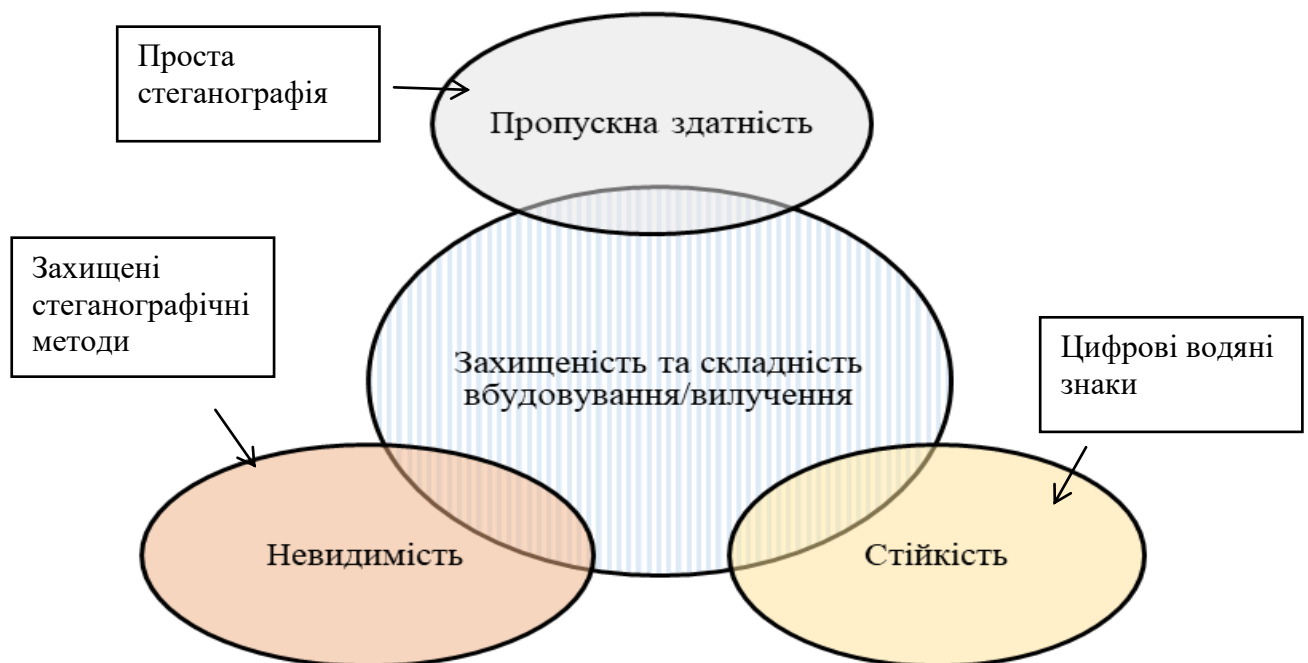 Проста
стеганографія
Пропускна здатність
Захищені
стеганографічні
методи
Захищеність та складність
вбудовування/вилучення
Цифрові водяні
знаки
Невидимість
Стійкість